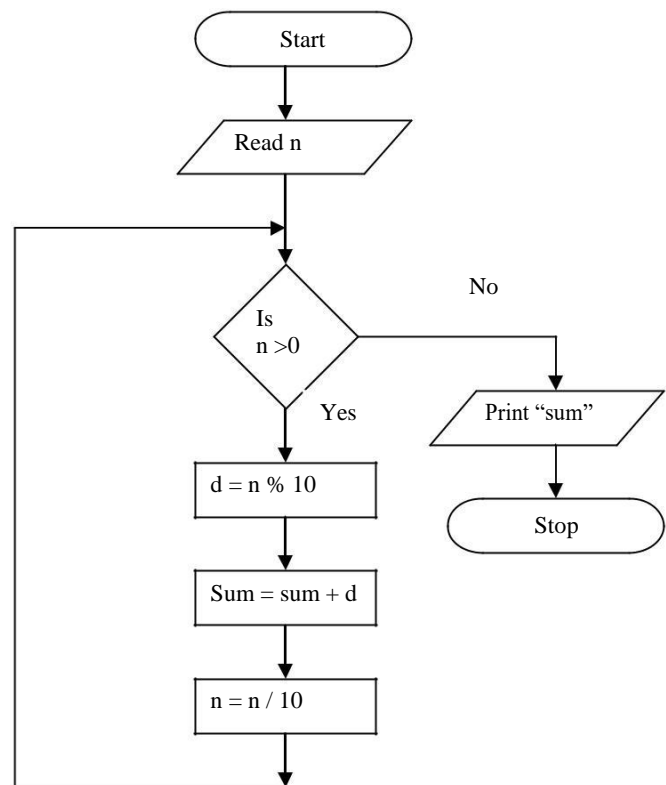 Start
Read n
Is
n >0
No
Yes
Print “sum”
d = n % 10
Stop
Sum = sum + d
n = n / 10